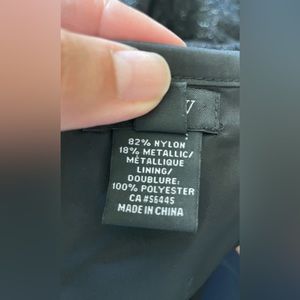 82% NYLON
18% METALLIC/
MÉTALLIQUE
LINING/
DOUBLURE:
100% POLYESTER
CA #56445
MADE IN CHINA